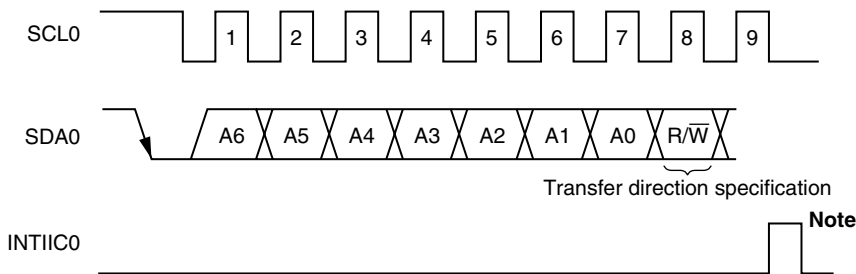 SCL0 1 2 3 4 5 6 7 8 9
SDA0 A6 A5 A4 A3 A2 A1 A0 R/W̅
Transfer direction specification
Note
INTIIC0